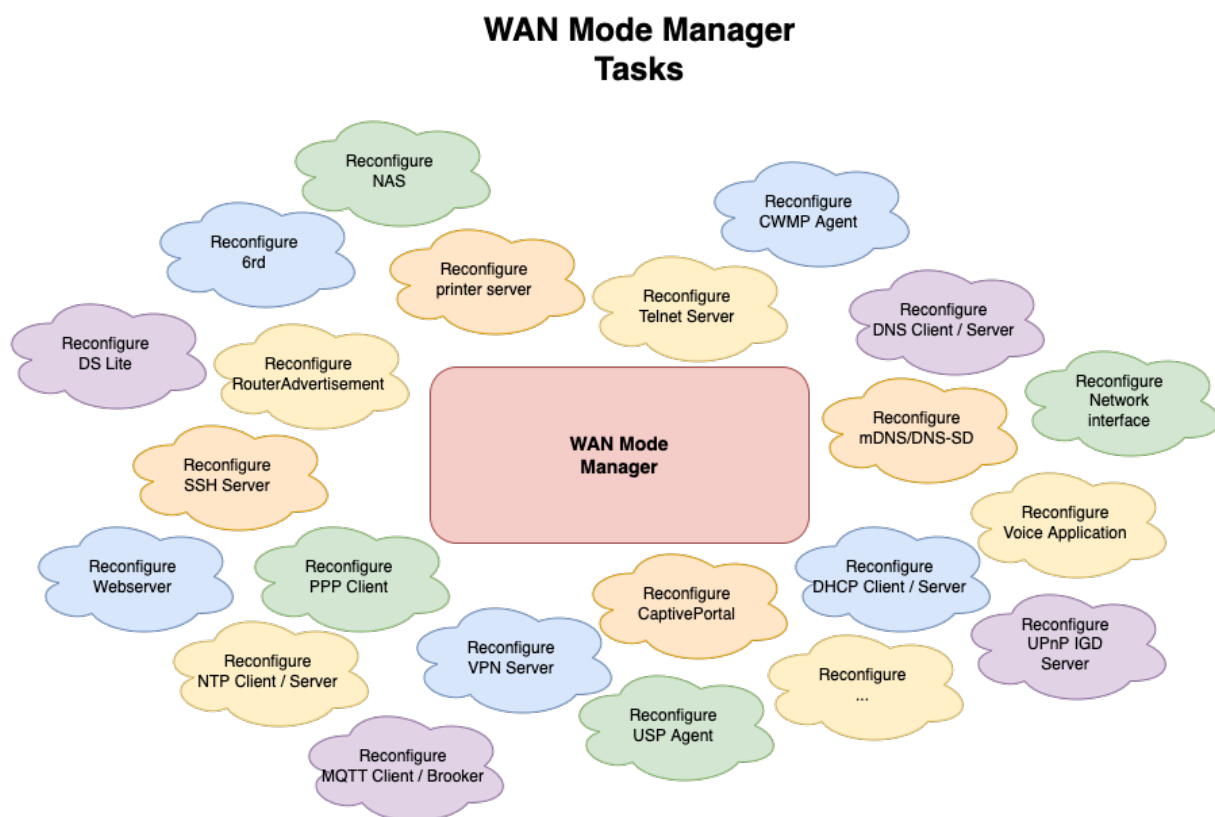 WAN Mode Manager
Tasks
Reconfigure
NAS
Reconfigure
CWMP Agent
Reconfigure
6rd
Reconfigure
printer server
Reconfigure
Telnet Server
Reconfigure
DNS Client / Server
Reconfigure
DS Lite
Reconfigure
RouterAdvertisement
Reconfigure
Network
interface
Reconfigure
mDNS/DNS-SD
WAN Mode
Manager
Reconfigure
SSH Server
Reconfigure
Voice Application
Reconfigure
Webserver
Reconfigure
PPP Client
Reconfigure
CaptivePortal
Reconfigure
DHCP Client / Server
Reconfigure
UPnP IGD
Server
Reconfigure
NTP Client / Server
Reconfigure
VPN Server
Reconfigure
...
Reconfigure
USP Agent
Reconfigure
MQTT Client / Brooker